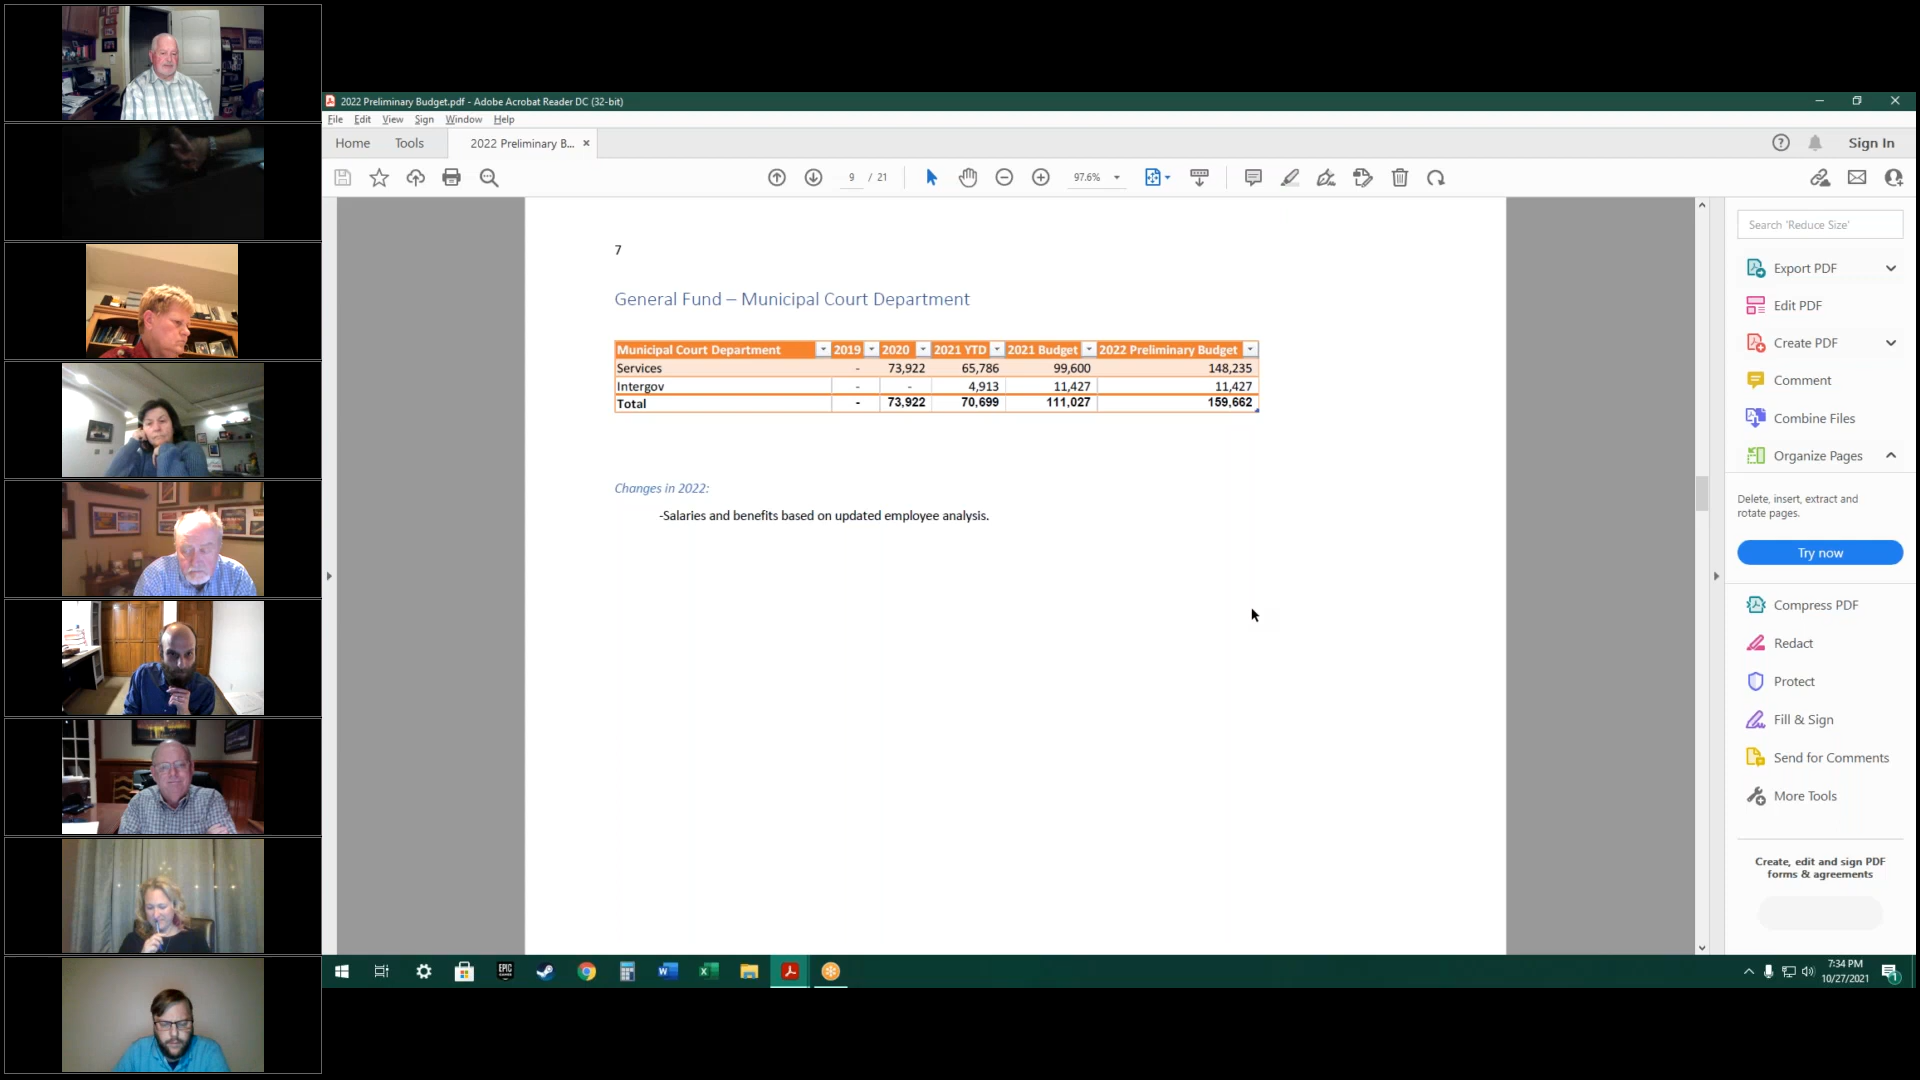 2022 Preliminary Budget.pdf - Adobe Acrobat Reader DC (32-bit)
File Edit View Sign Window Help
Home Tools 2022 Preliminary B... × Sign In
9 / 21 97.6%
7
General Fund – Municipal Court Department
Municipal Court Department 2019 2020 2021 YTD 2021 Budget 2022 Preliminary Budget
Services - 73,922 65,786 99,600 148,235
Intergov - - 4,913 11,427 11,427
Total - 73,922 70,699 111,027 159,662
Changes in 2022:
-Salaries and benefits based on updated employee analysis.
Search 'Reduce Size'
Export PDF
Edit PDF
Create PDF
Comment
Combine Files
Organize Pages
Delete, insert, extract and
rotate pages.
Try now
Compress PDF
Redact
Protect
Fill & Sign
Send for Comments
More Tools
Create, edit and sign PDF
forms & agreements
EPIC
7:34 PM
10/27/2021
1